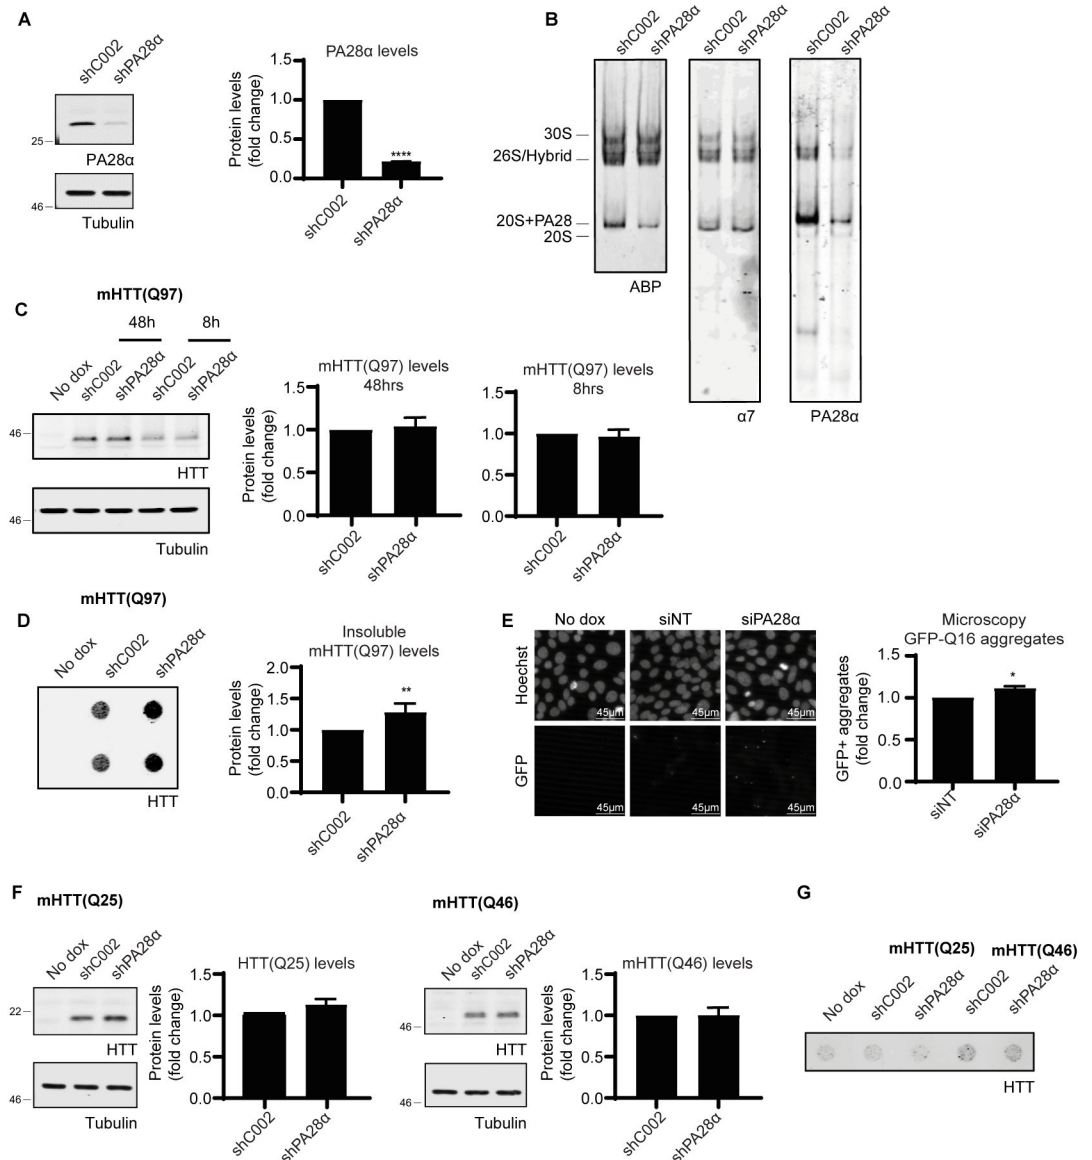 A
shC002
shPA28α
25
PA28α
46
Tubulin
PA28α levels
Protein levels
(fold change)
1.5
1.0
0.5
0.0
****
shC002
shPA28α
B
shC002
shPA28α
shC002
shPA28α
shC002
shPA28α
30S
26S/Hybrid
20S+PA28
20S
ABP
α7
PA28α
C
mHTT(Q97)
48h
8h
No dox
shC002
shPA28α
shC002
shPA28α
46
HTT
46
Tubulin
mHTT(Q97) levels
48hrs
Protein levels
(fold change)
1.5
1.0
0.5
0.0
shC002
shPA28α
mHTT(Q97) levels
8hrs
1.5
1.0
0.5
0.0
shC002
shPA28α
D
mHTT(Q97)
No dox
shC002
shPA28α
HTT
Insoluble
mHTT(Q97) levels
Protein levels
(fold change)
2.0
1.5
1.0
0.5
0.0
**
shC002
shPA28α
E
No dox
siNT
siPA28α
Hoechst
45µm
45µm
45µm
GFP
45µm
45µm
45µm
Microscopy
GFP-Q16 aggregates
GFP+ aggregates
(fold change)
1.5
1.0
0.5
0.0
*
siNT
siPA28α
F
mHTT(Q25)
No dox
shC002
shPA28α
22
HTT
46
Tubulin
HTT(Q25) levels
Protein levels
(fold change)
1.5
1.0
0.5
0.0
shC002
shPA28α
mHTT(Q46)
No dox
shC002
shPA28α
46
HTT
46
Tubulin
mHTT(Q46) levels
Protein levels
(fold change)
1.5
1.0
0.5
0.0
shC002
shPA28α
G
mHTT(Q25)
mHTT(Q46)
No dox
shC002
shPA28α
shC002
shPA28α
HTT